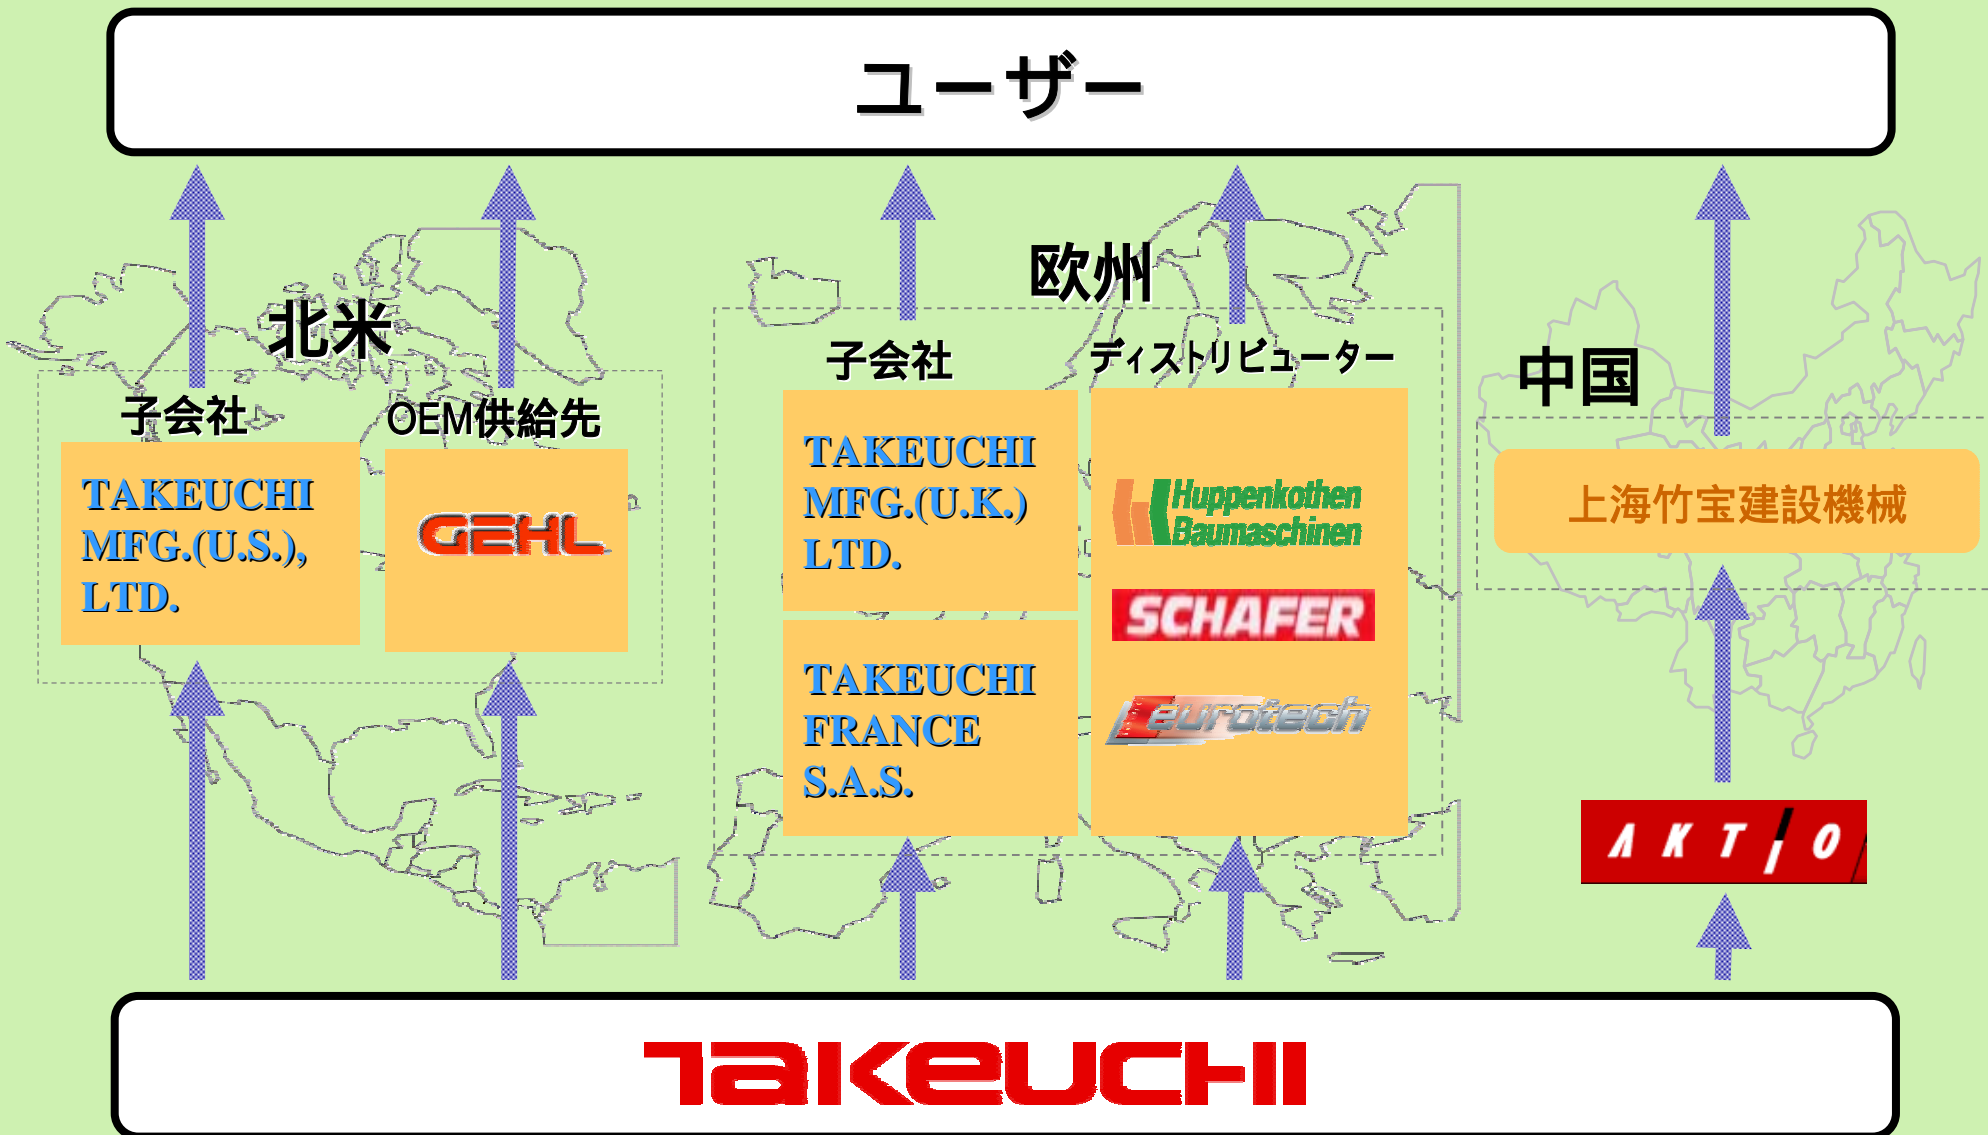 ユーザー
北米
子会社
OEM供給先
TAKEUCHI
MFG.(U.S.),
LTD.
GEHL
欧州
子会社
ディストリビューター
TAKEUCHI
MFG.(U.K.)
LTD.
TAKEUCHI
FRANCE
S.A.S.
Huppenkothen
Baumaschinen
SCHAFER
eurotech
中国
上海竹宝建設機械
AKTIO
TAKEUCHI